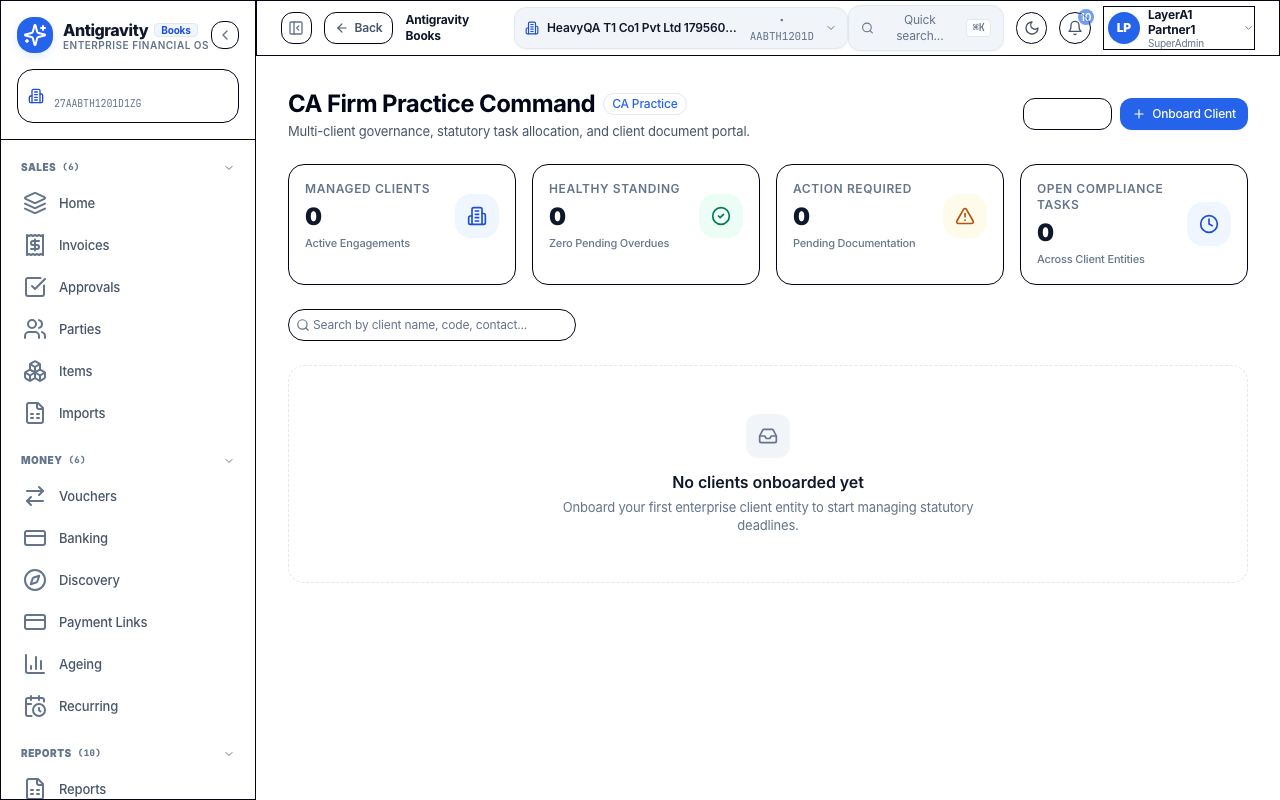 Antigravity Books
ENTERPRISE FINANCIAL OS
27AABTH1201D1ZG
SALES (6)
Home
Invoices
Approvals
Parties
Items
Imports
MONEY (6)
Vouchers
Banking
Discovery
Payment Links
Ageing
Recurring
REPORTS (10)
Reports
Back
Antigravity
Books
HeavyQA T1 Co1 Pvt Ltd 179560...
• AABTH1201D
Quick
search...
⌘K
10
LP
LayerA1
Partner1
SuperAdmin
CA Firm Practice Command CA Practice
Multi-client governance, statutory task allocation, and client document portal.
Onboard Client
MANAGED CLIENTS
0
Active Engagements
HEALTHY STANDING
0
Zero Pending Overdues
ACTION REQUIRED
0
Pending Documentation
OPEN COMPLIANCE
TASKS
0
Across Client Entities
Search by client name, code, contact...
No clients onboarded yet
Onboard your first enterprise client entity to start managing statutory
deadlines.